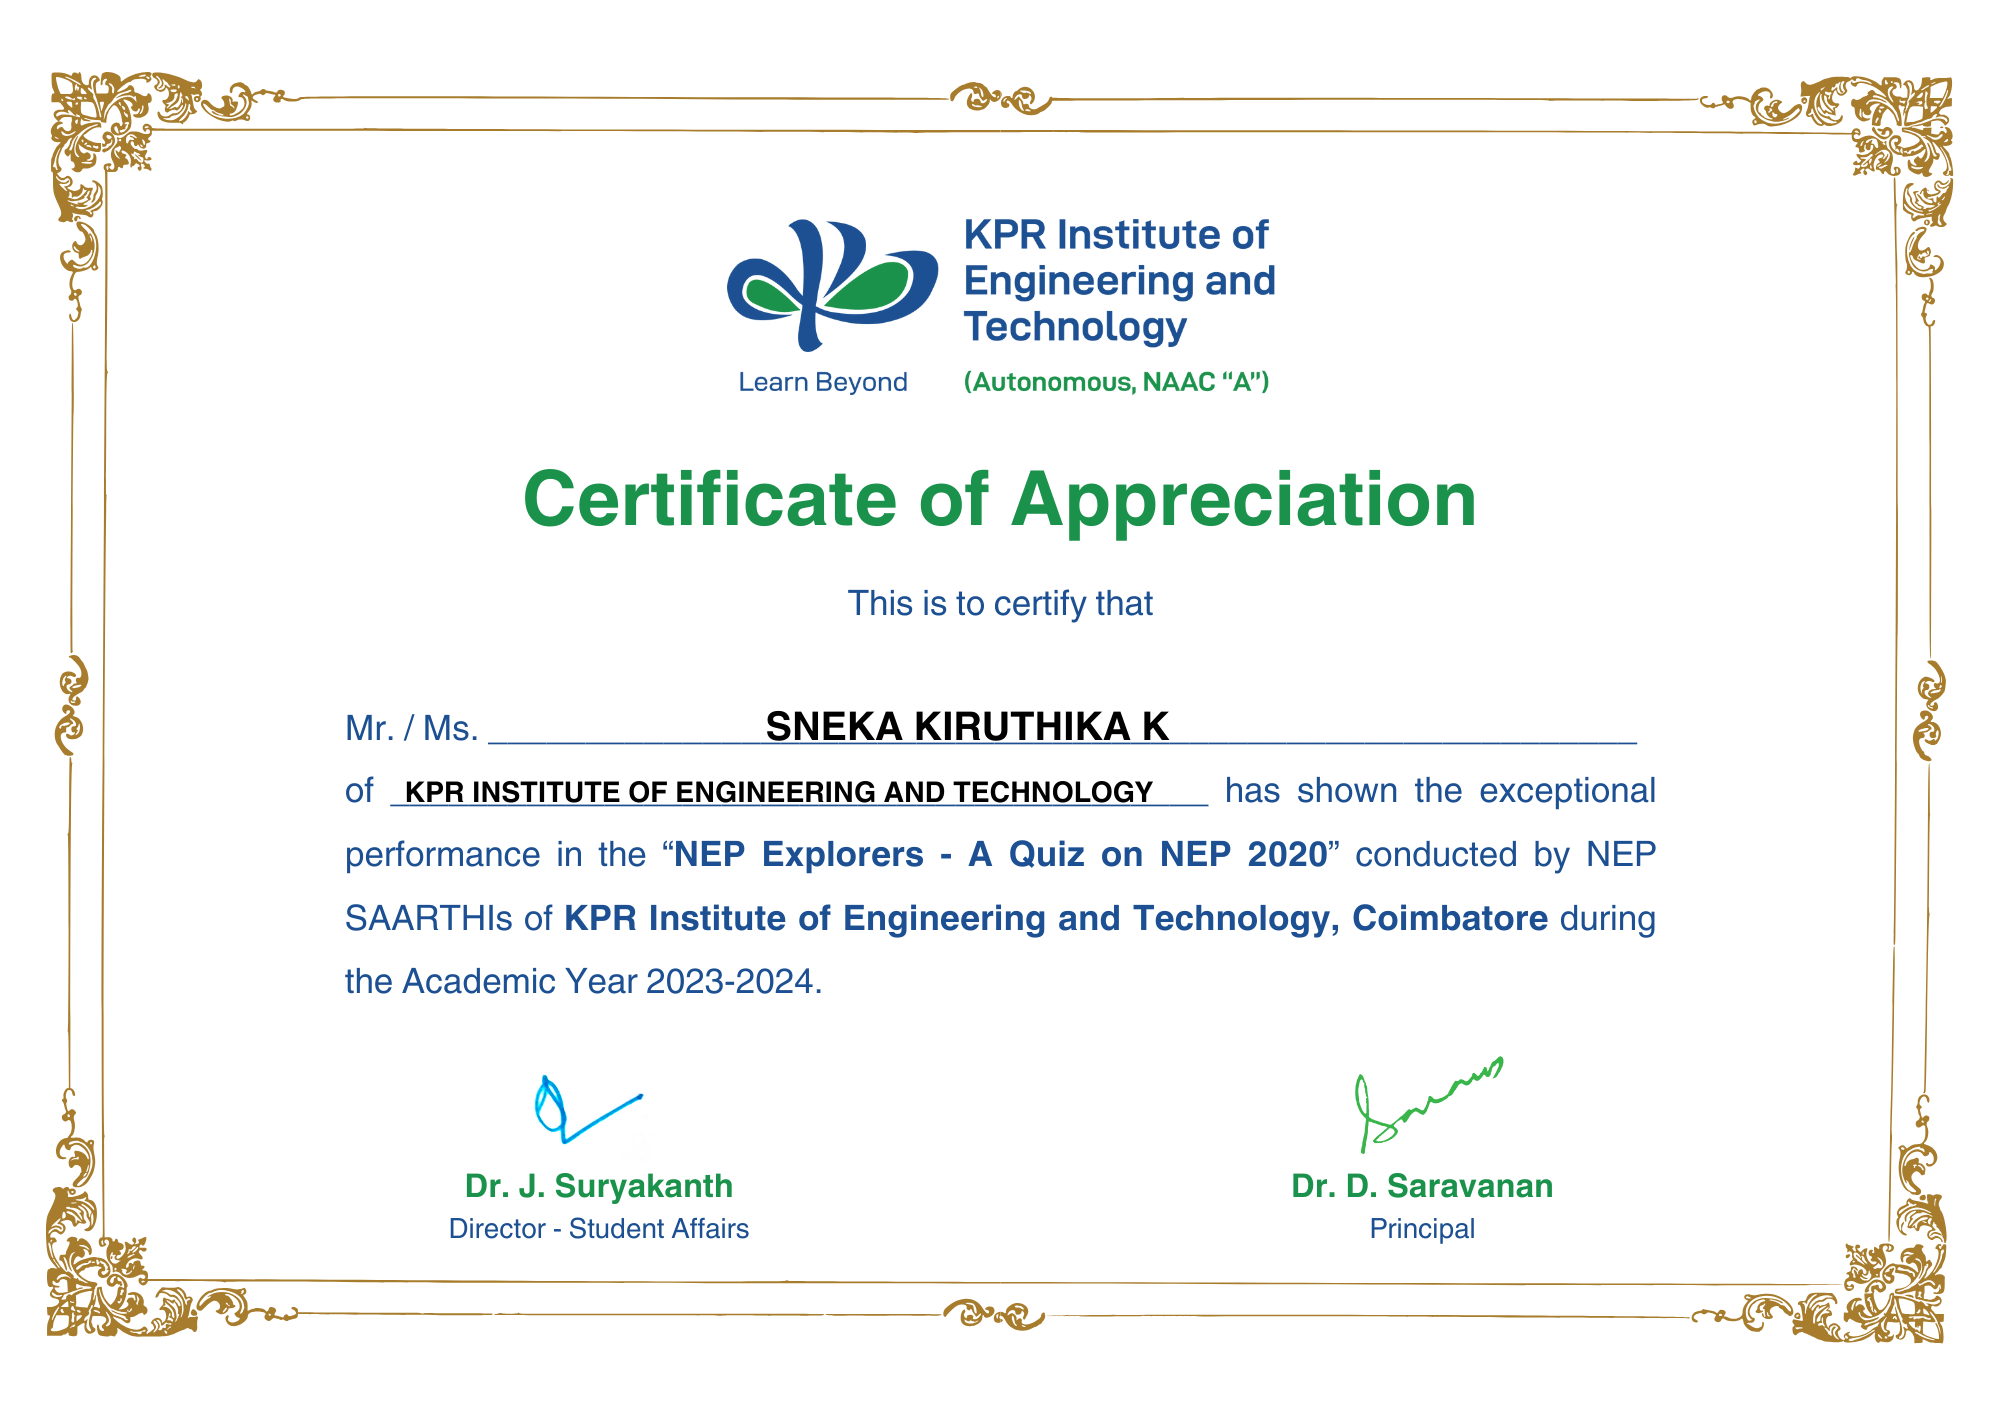 KPR Institute of
Engineering and
Technology
Learn Beyond (Autonomous, NAAC “A”)
Certificate of Appreciation
This is to certify that
Mr. / Ms. SNEKA KIRUTHIKA K
of KPR INSTITUTE OF ENGINEERING AND TECHNOLOGY has shown the exceptional
performance in the “NEP Explorers - A Quiz on NEP 2020” conducted by NEP
SAARTHIs of KPR Institute of Engineering and Technology, Coimbatore during
the Academic Year 2023-2024.
Dr. J. Suryakanth Dr. D. Saravanan
Director - Student Affairs Principal